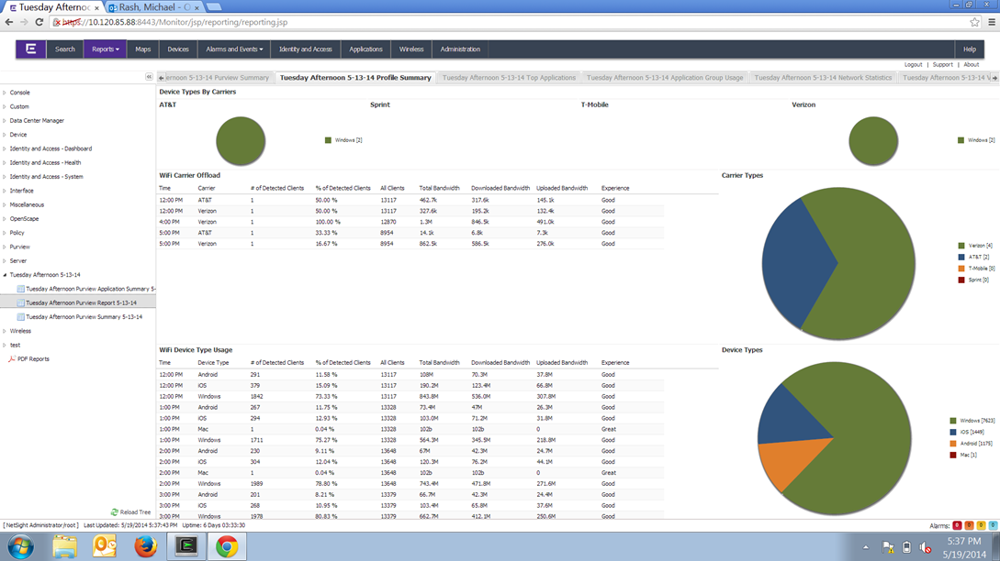 Tuesday Afternoon 5-13-1
Rash, Michael - O
https://10.120.85.88:8443/Monitor/jsp/reporting/reporting.jsp
Search Reports Maps Devices Alarms and Events Identity and Access Applications Wireless Administration Help
Logout | Support | About
ernoon 5-13-14 Purview Summary Tuesday Afternoon 5-13-14 Profile Summary Tuesday Afternoon 5-13-14 Top Applications Tuesday Afternoon 5-13-14 Application Group Usage Tuesday Afternoon 5-13-14 Network Statistics Tuesday Afternoon 5-13-14 V
Console
Custom
Data Center Manager
Device
Identity and Access - Dashboard
Identity and Access - Health
Identity and Access - System
Interface
Miscellaneous
OpenScape
Policy
Purview
Server
Tuesday Afternoon 5-13-14
Tuesday Afternoon Purview Application Summary 5-
Tuesday Afternoon Purview Report 5-13-14
Tuesday Afternoon Purview Summary 5-13-14
Wireless
test
PDF Reports
Reload Tree
Device Types By Carriers
AT&T Sprint T-Mobile Verizon
Windows [2] Windows [2]
WiFi Carrier Offload
Time Carrier # of Detected Clients % of Detected Clients All Clients Total Bandwidth Downloaded Bandwidth Uploaded Bandwidth Experience
12:00 PM AT&T 1 50.00 % 13117 462.7k 317.6k 145.1k Good
12:00 PM Verizon 1 50.00 % 13117 327.6k 195.2k 132.4k Good
4:00 PM Verizon 1 100.00 % 12870 1.3M 846.5k 491.0k Good
5:00 PM AT&T 1 33.33 % 8954 14.1k 6.8k 7.3k Good
5:00 PM Verizon 1 16.67 % 8954 862.5k 586.5k 276.0k Good
Carrier Types
Verizon [4]
AT&T [2]
T-Mobile [0]
Sprint [0]
WiFi Device Type Usage
Time Device Type # of Detected Clients % of Detected Clients All Clients Total Bandwidth Downloaded Bandwidth Uploaded Bandwidth Experience
12:00 PM Android 291 11.58 % 13117 108M 70.3M 37.8M Good
12:00 PM iOS 379 15.09 % 13117 190.2M 123.4M 66.8M Good
12:00 PM Windows 1842 73.33 % 13117 843.8M 536.0M 307.8M Good
1:00 PM Android 267 11.75 % 13328 73.4M 47M 26.3M Good
1:00 PM iOS 294 12.93 % 13328 103.0M 71.2M 31.8M Good
1:00 PM Mac 1 0.04 % 13328 102b 102b 0 Great
1:00 PM Windows 1711 75.27 % 13328 564.3M 345.5M 218.8M Good
2:00 PM Android 230 9.11 % 13648 67M 42.3M 24.7M Good
2:00 PM iOS 304 12.04 % 13648 120.3M 76.2M 44.1M Good
2:00 PM Mac 1 0.04 % 13648 102b 102b 0 Great
2:00 PM Windows 1989 78.80 % 13648 743.4M 471.8M 271.6M Good
3:00 PM Android 201 8.21 % 13379 66.7M 42.3M 24.4M Good
3:00 PM iOS 268 10.95 % 13379 103.4M 65.8M 37.6M Good
3:00 PM Windows 1978 80.83 % 13379 662.7M 412.1M 250.6M Good
Device Types
Windows [7623]
iOS [1449]
Android [1175]
Mac [1]
[ NetSight Administrator/root ] Last Updated: 5/19/2014 5:37:43 PM Uptime: 6 Days 03:33:30
Alarms: 0 0 0 0
5:37 PM
5/19/2014